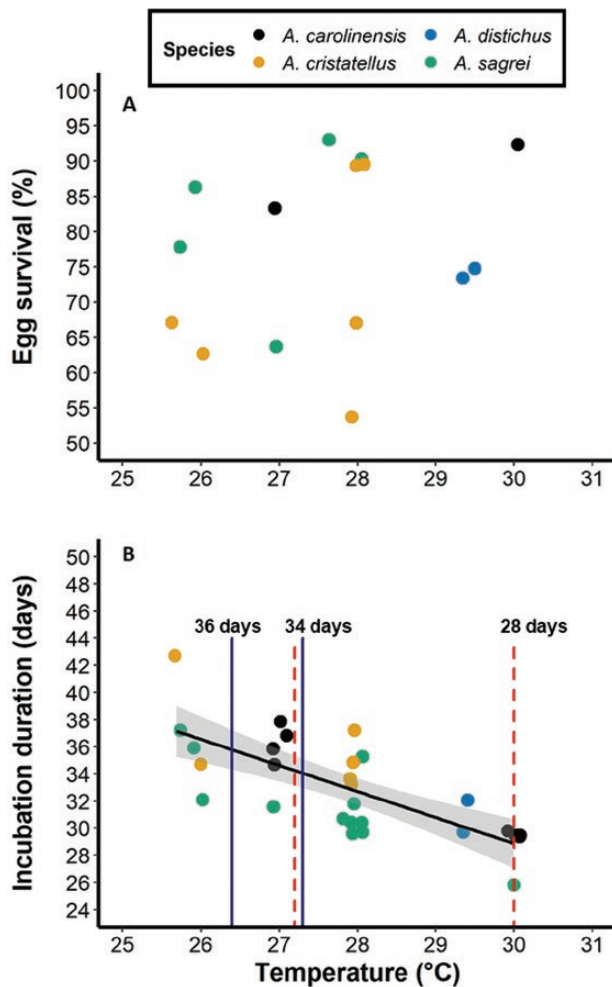 Species
A. carolinensis
A. distichus
A. cristatellus
A. sagrei
A
Egg survival (%)
100
95
90
85
80
75
70
65
60
55
50
25 26 27 28 29 30 31
B
Incubation duration (days)
50
48
46
44
42
40
38
36
34
32
30
28
26
24
36 days
34 days
28 days
25 26 27 28 29 30 31
Temperature (°C)